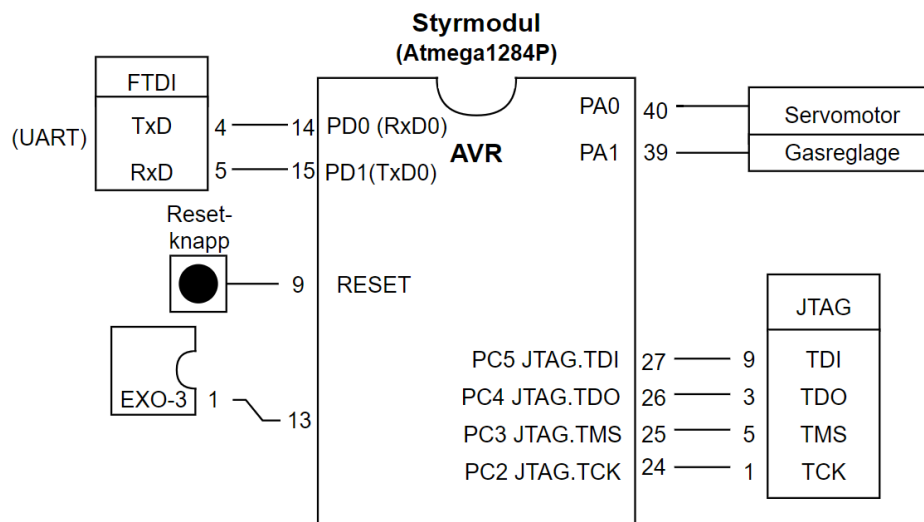 Styrmodul
(Atmega1284P)
FTDI
(UART)
TxD 4 14 PD0 (RxD0)
RxD 5 15 PD1(TxD0)
AVR
PA0 40 Servomotor
PA1 39 Gasreglage
Reset-
knapp
9 RESET
EXO-3 1 13
JTAG
PC5 JTAG.TDI 27 9 TDI
PC4 JTAG.TDO 26 3 TDO
PC3 JTAG.TMS 25 5 TMS
PC2 JTAG.TCK 24 1 TCK